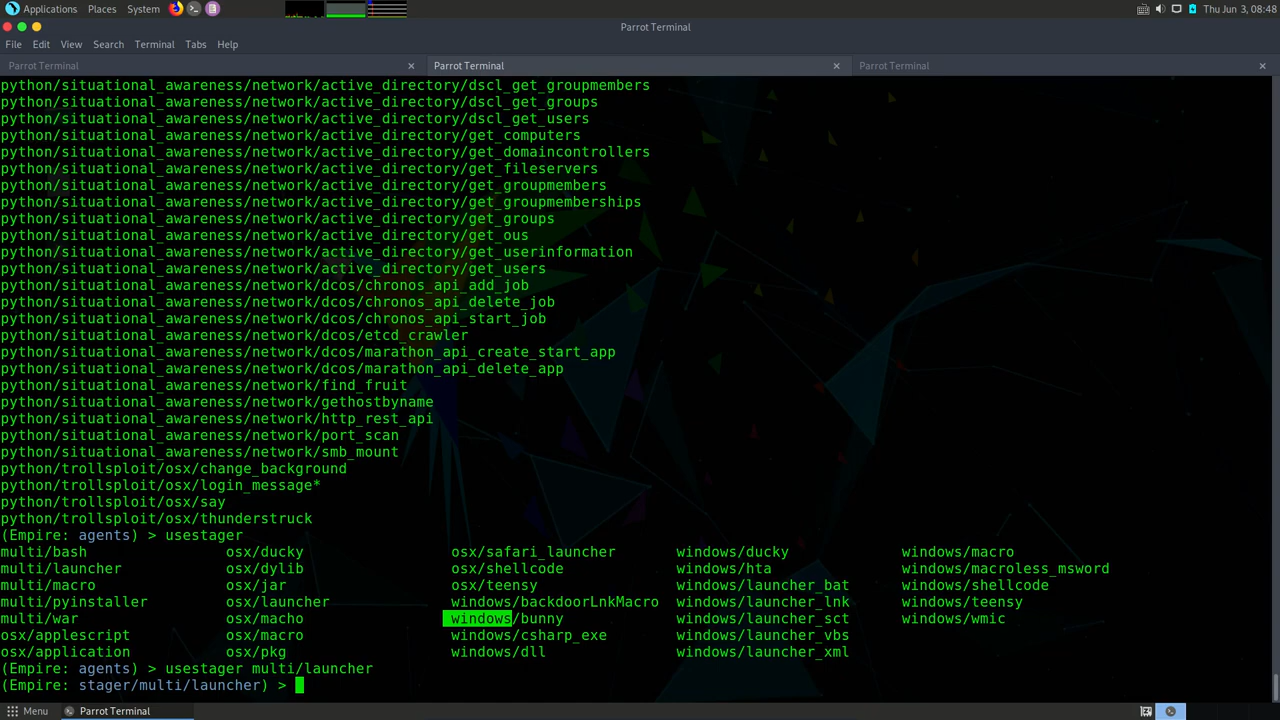 Applications Places System Thu Jun 3, 08:48
Parrot Terminal
File Edit View Search Terminal Tabs Help
Parrot Terminal × Parrot Terminal × Parrot Terminal ×
python/situational_awareness/network/active_directory/dscl_get_groupmembers
python/situational_awareness/network/active_directory/dscl_get_groups
python/situational_awareness/network/active_directory/dscl_get_users
python/situational_awareness/network/active_directory/get_computers
python/situational_awareness/network/active_directory/get_domaincontrollers
python/situational_awareness/network/active_directory/get_fileservers
python/situational_awareness/network/active_directory/get_groupmembers
python/situational_awareness/network/active_directory/get_groupmemberships
python/situational_awareness/network/active_directory/get_groups
python/situational_awareness/network/active_directory/get_ous
python/situational_awareness/network/active_directory/get_userinformation
python/situational_awareness/network/active_directory/get_users
python/situational_awareness/network/dcos/chronos_api_add_job
python/situational_awareness/network/dcos/chronos_api_delete_job
python/situational_awareness/network/dcos/chronos_api_start_job
python/situational_awareness/network/dcos/etcd_crawler
python/situational_awareness/network/dcos/marathon_api_create_start_app
python/situational_awareness/network/dcos/marathon_api_delete_app
python/situational_awareness/network/find_fruit
python/situational_awareness/network/gethostbyname
python/situational_awareness/network/http_rest_api
python/situational_awareness/network/port_scan
python/situational_awareness/network/smb_mount
python/trollsploit/osx/change_background
python/trollsploit/osx/login_message*
python/trollsploit/osx/say
python/trollsploit/osx/thunderstruck
(Empire: agents) > usestager
multi/bash osx/ducky osx/safari_launcher windows/ducky windows/macro
multi/launcher osx/dylib osx/shellcode windows/hta windows/macroless_msword
multi/macro osx/jar osx/teensy windows/launcher_bat windows/shellcode
multi/pyinstaller osx/launcher windows/backdoorLnkMacro windows/launcher_lnk windows/teensy
multi/war osx/macho windows/bunny windows/launcher_sct windows/wmic
osx/applescript osx/macro windows/csharp_exe windows/launcher_vbs
osx/application osx/pkg windows/dll windows/launcher_xml
(Empire: agents) > usestager multi/launcher
(Empire: stager/multi/launcher) >
Menu Parrot Terminal